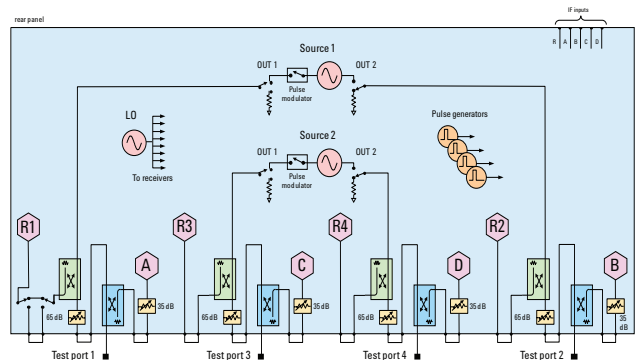 IF inputs
rear panel
R A B C D
Source 1
OUT 1
OUT 2
Pulse
modulator
LO
To receivers
Source 2
OUT 1
OUT 2
Pulse
modulator
Pulse generators
R1
A
R3
C
R4
D
R2
B
65 dB
35 dB
65 dB
35 dB
65 dB
35 dB
65 dB
35
dB
Test port 1
Test port 3
Test port 4
Test port 2